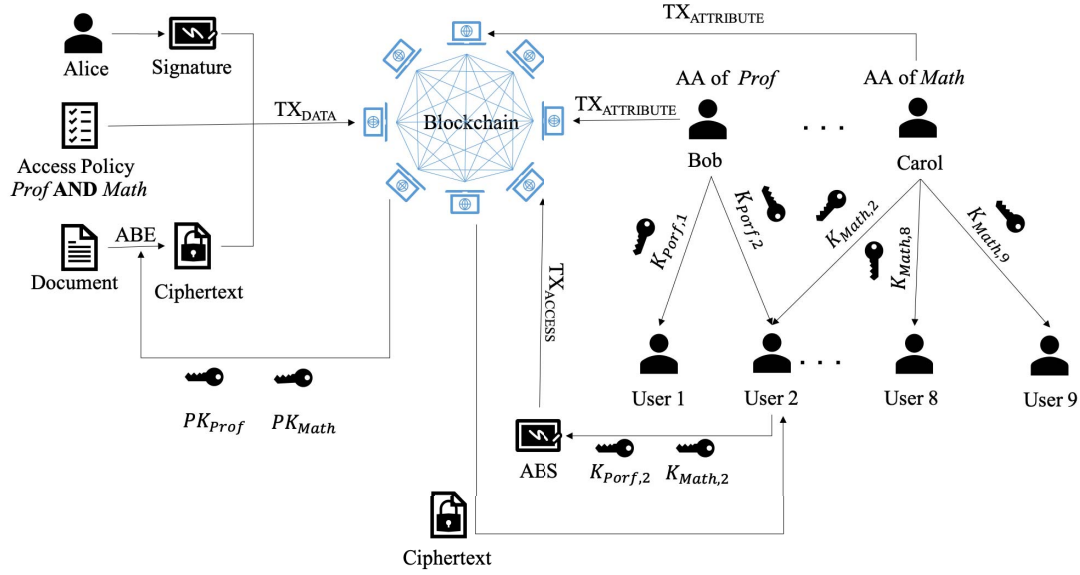 TX_ATTRIBUTE
Alice
Signature
AA of Prof
AA of Math
TX_DATA
Blockchain
TX_ATTRIBUTE
Bob
. . .
Carol
Access Policy
Prof AND Math
ABE
Document
Ciphertext
K_Porf,1
K_Porf,2
K_Math,2
K_Math,8
K_Math,9
TX_ACCESS
PK_Prof
PK_Math
User 1
User 2
. . .
User 8
User 9
ABS
K_Porf,2
K_Math,2
Ciphertext